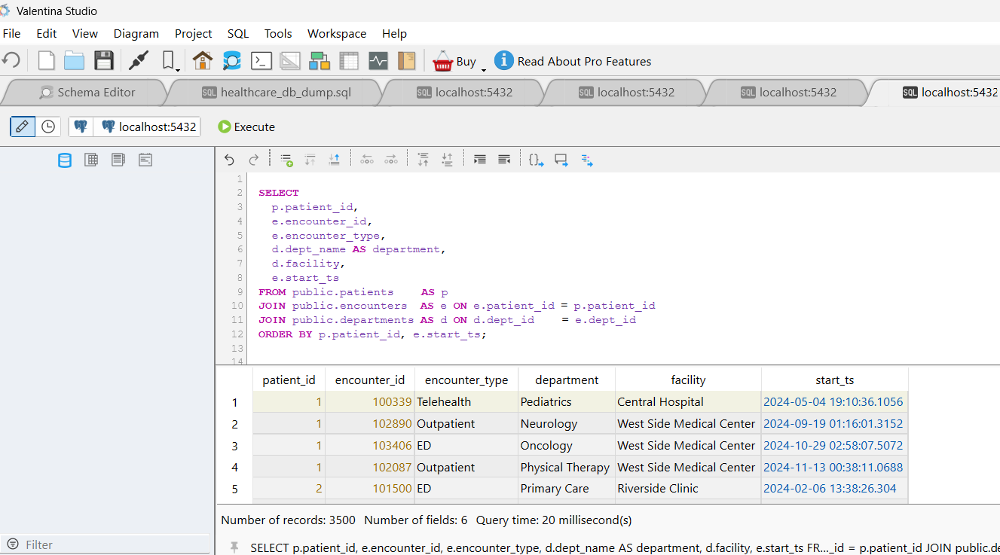 Valentina Studio
File Edit View Diagram Project SQL Tools Workspace Help
Buy Read About Pro Features
Schema Editor SQL healthcare_db_dump.sql SQL localhost:5432 SQL localhost:5432 SQL localhost:5432 SQL localhost:5432
localhost:5432 Execute
1
2 SELECT
3 p.patient_id,
4 e.encounter_id,
5 e.encounter_type,
6 d.dept_name AS department,
7 d.facility,
8 e.start_ts
9 FROM public.patients    AS p
10 JOIN public.encounters  AS e ON e.patient_id = p.patient_id
11 JOIN public.departments AS d ON d.dept_id    = e.dept_id
12 ORDER BY p.patient_id, e.start_ts;
13
14
patient_id encounter_id encounter_type department facility start_ts
1 1 100339 Telehealth Pediatrics Central Hospital 2024-05-04 19:10:36.1056
2 1 102890 Outpatient Neurology West Side Medical Center 2024-09-19 01:16:01.3152
3 1 103406 ED Oncology West Side Medical Center 2024-10-29 02:58:07.5072
4 1 102087 Outpatient Physical Therapy West Side Medical Center 2024-11-13 00:38:11.0688
5 2 101500 ED Primary Care Riverside Clinic 2024-02-06 13:38:26.304
Number of records: 3500 Number of fields: 6 Query time: 20 millisecond(s)
Filter
SELECT p.patient_id, e.encounter_id, e.encounter_type, d.dept_name AS department, d.facility, e.start_ts FR..._id = p.patient_id JOIN public.de